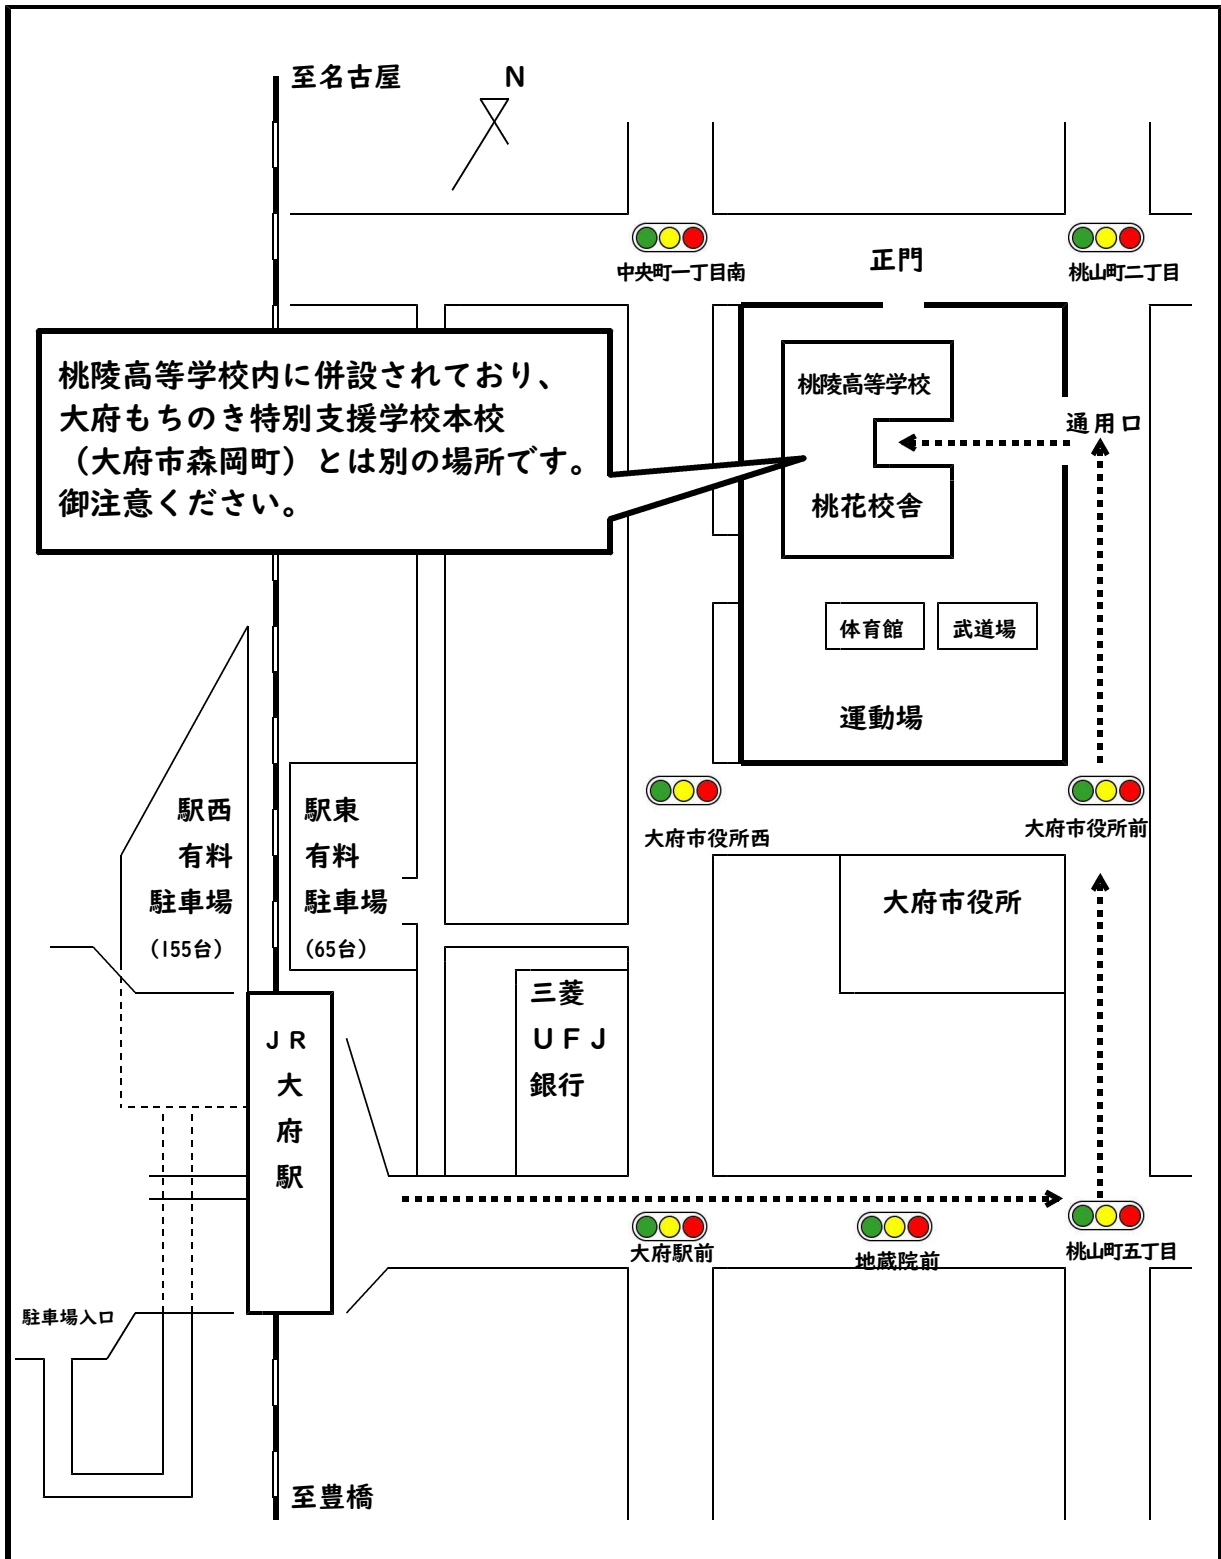 至名古屋
N
中央町一丁目南
正門
桃山町二丁目
桃陵高等学校内に併設されており、
大府もちのき特別支援学校本校
（大府市森岡町）とは別の場所です。
御注意ください。
桃陵高等学校
通用口
桃花校舎
体育館
武道場
運動場
駅西
有料
駐車場
（155台）
駅東
有料
駐車場
（65台）
大府市役所西
大府市役所前
大府市役所
三菱
ＵＦＪ
銀行
ＪＲ
大
府
駅
大府駅前
地蔵院前
桃山町五丁目
駐車場入口
至豊橋